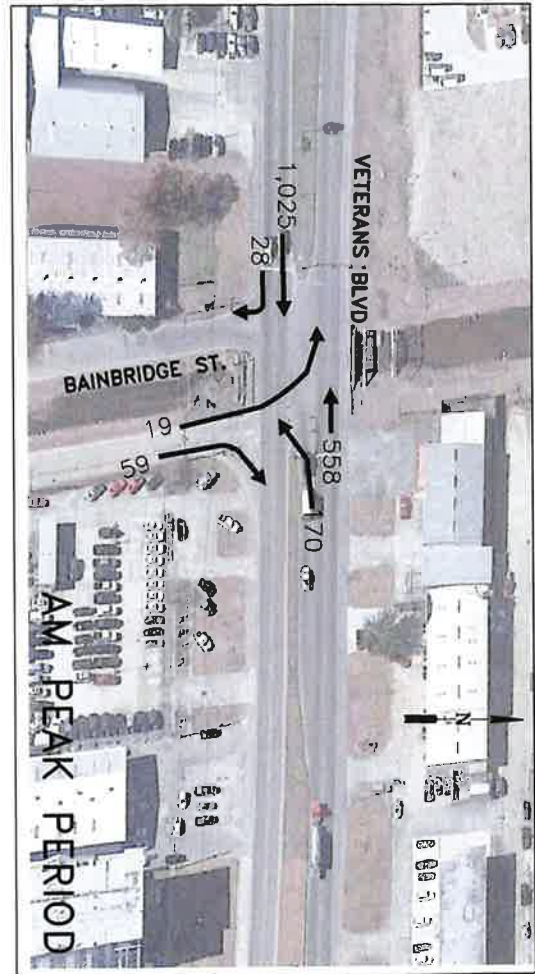 VETERANS BLVD
1,025
28
BAINBRIDGE ST.
19
59
558
70
N
AM PEAK PERIOD